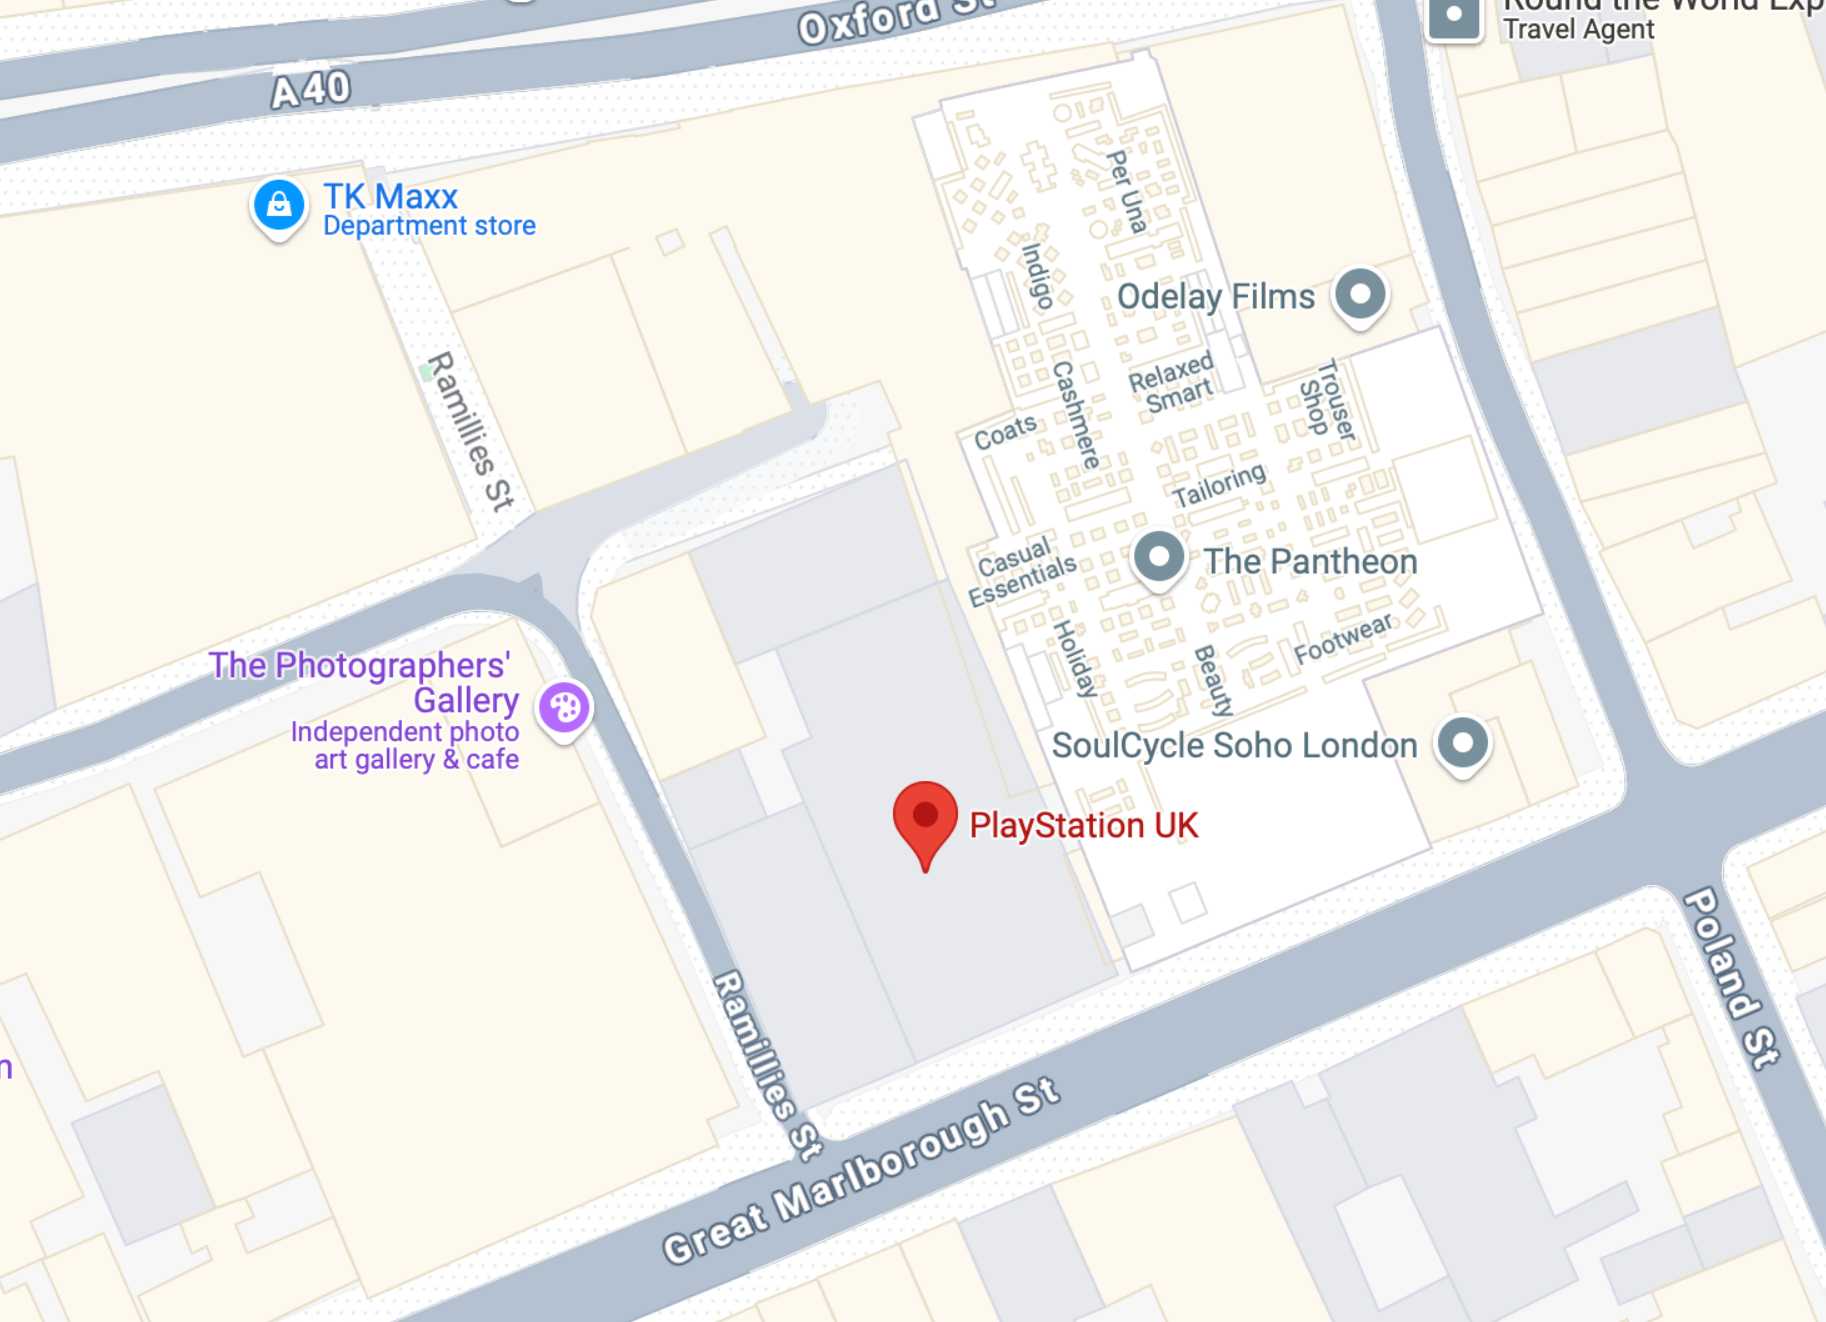 Oxford St
A40
Travel Agent
TK Maxx
Department store
Per Una
Indigo
Odelay Films
Ramillies St
Cashmere
Relaxed
Smart
Trouser
Shop
Coats
Tailoring
Casual
Essentials
The Pantheon
Holiday
Beauty
Footwear
The Photographers'
Gallery
Independent photo
art gallery & cafe
SoulCycle Soho London
PlayStation UK
Ramillies St
Poland St
Great Marlborough St